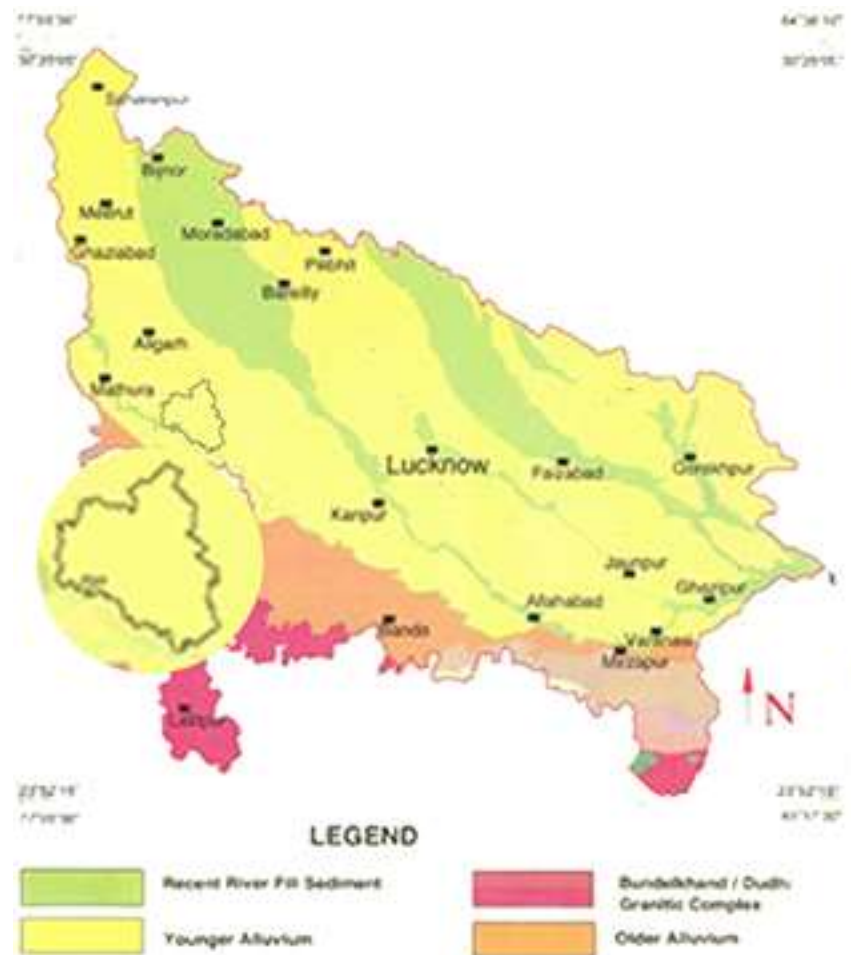 Bijnor
Meerut
Moradabad
Ghaziabad
Pilibhit
Bareilly
Aligarh
Mathura
Lucknow
Faizabad
Gorakhpur
Kanpur
Jaunpur
Ghazipur
Allahabad
Banda
Varanasi
Mirzapur
Lalitpur
N
LEGEND
Recent River Fill Sediment
Bundelkhand / Dudhi
Granitic Complex
Younger Alluvium
Older Alluvium